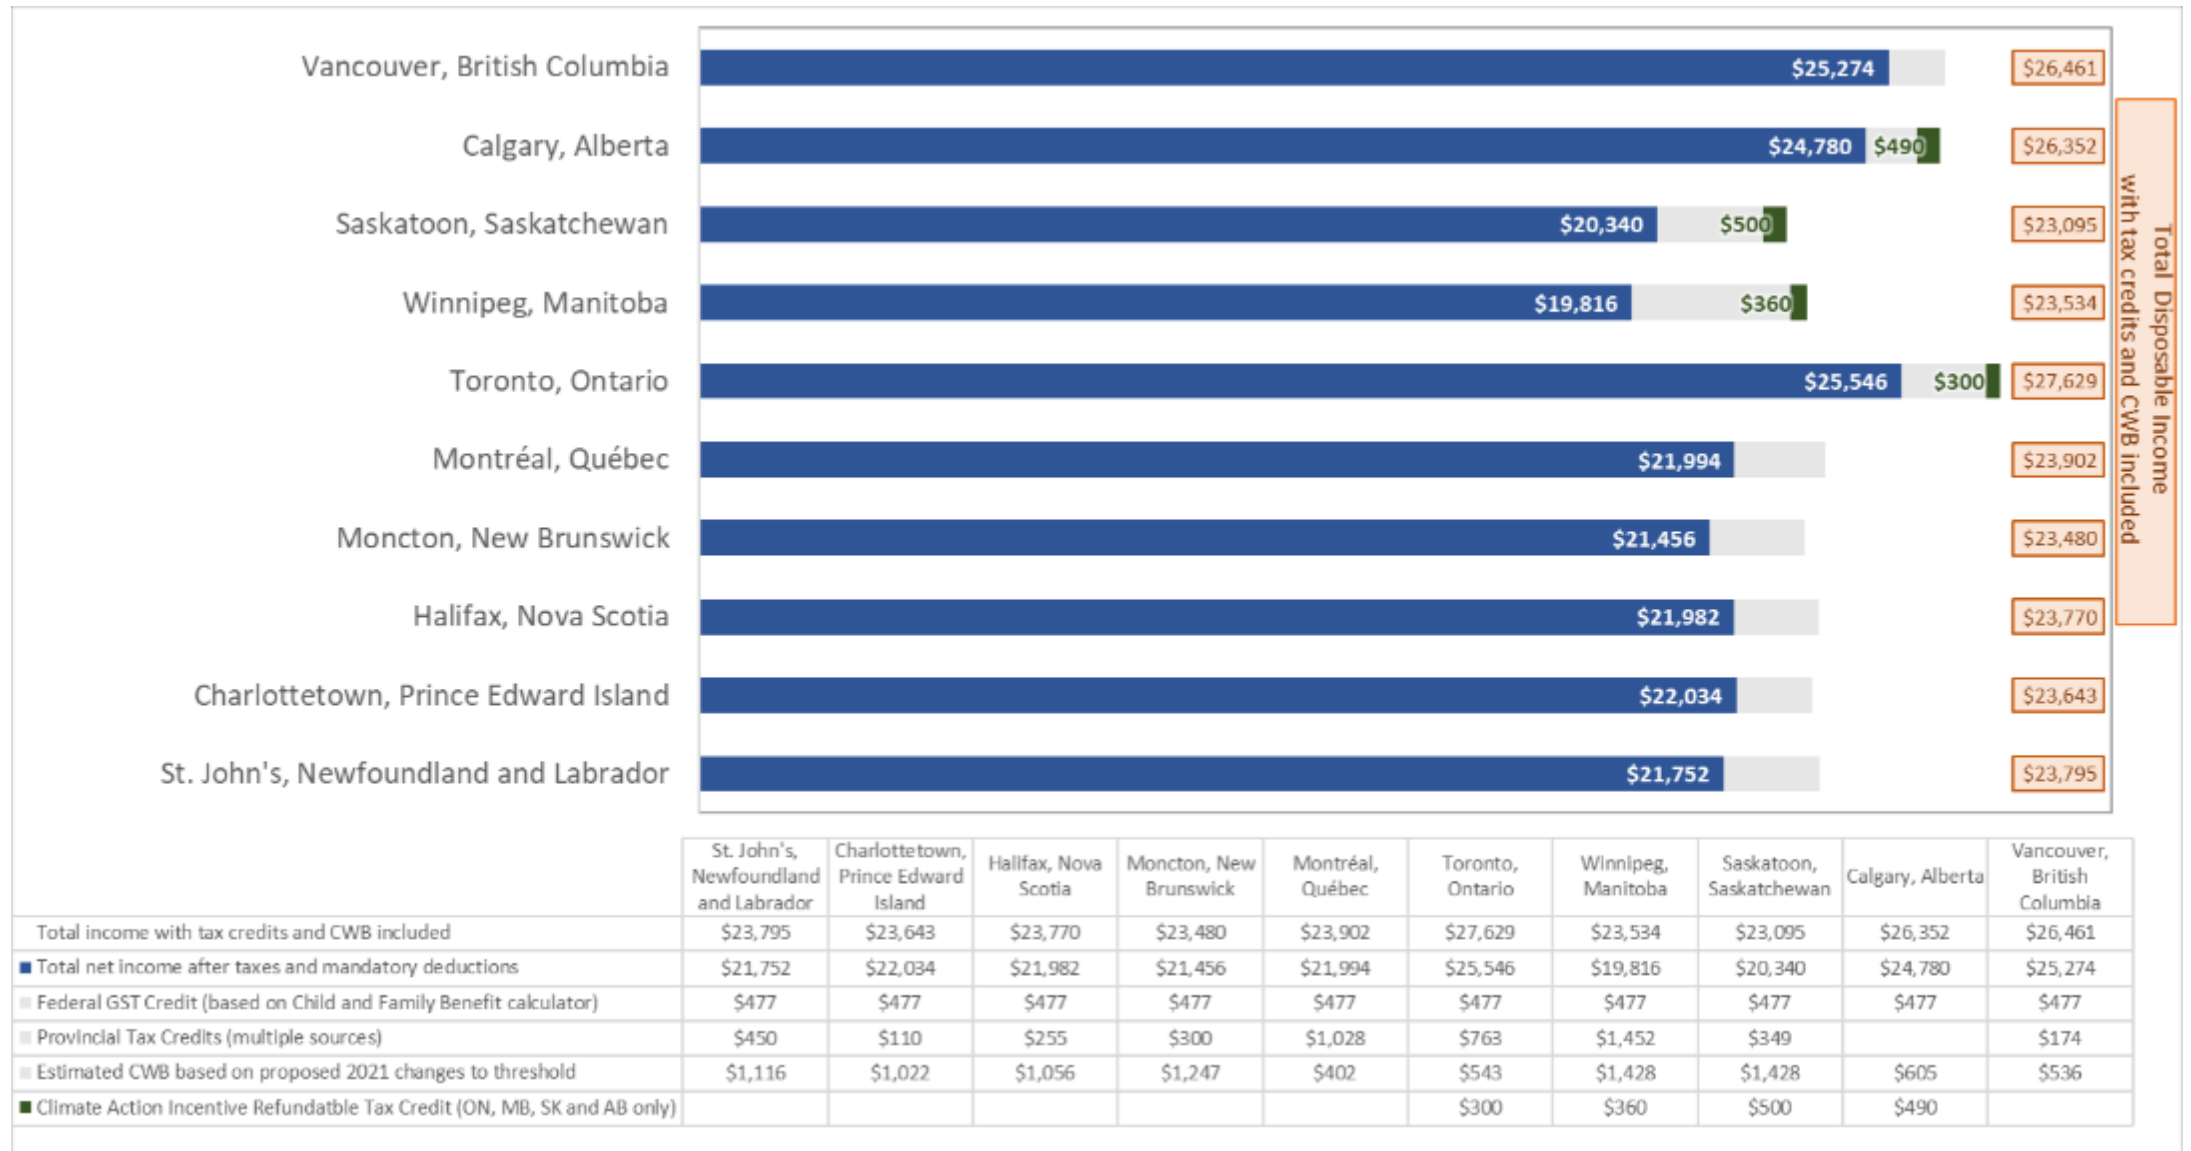 Vancouver, British Columbia $25,274 $26,461
Calgary, Alberta $24,780 $490 $26,352
Saskatoon, Saskatchewan $20,340 $500 $23,095
Winnipeg, Manitoba $19,816 $360 $23,534
Toronto, Ontario $25,546 $300 $27,629
Montréal, Québec $21,994 $23,902
Moncton, New Brunswick $21,456 $23,480
Halifax, Nova Scotia $21,982 $23,770
Charlottetown, Prince Edward Island $22,034 $23,643
St. John's, Newfoundland and Labrador $21,752 $23,795
Total Disposable Income
with tax credits and CWB included
St. John's, Newfoundland and Labrador Charlottetown, Prince Edward Island Halifax, Nova Scotia Moncton, New Brunswick Montréal, Québec Toronto, Ontario Winnipeg, Manitoba Saskatoon, Saskatchewan Calgary, Alberta Vancouver, British Columbia
Total income with tax credits and CWB included $23,795 $23,643 $23,770 $23,480 $23,902 $27,629 $23,534 $23,095 $26,352 $26,461
Total net income after taxes and mandatory deductions $21,752 $22,034 $21,982 $21,456 $21,994 $25,546 $19,816 $20,340 $24,780 $25,274
Federal GST Credit (based on Child and Family Benefit calculator) $477 $477 $477 $477 $477 $477 $477 $477 $477 $477
Provincial Tax Credits (multiple sources) $450 $110 $255 $300 $1,028 $763 $1,452 $349 $174
Estimated CWB based on proposed 2021 changes to threshold $1,116 $1,022 $1,056 $1,247 $402 $543 $1,428 $1,428 $605 $536
Climate Action Incentive Refundatble Tax Credit (ON, MB, SK and AB only) $300 $360 $500 $490